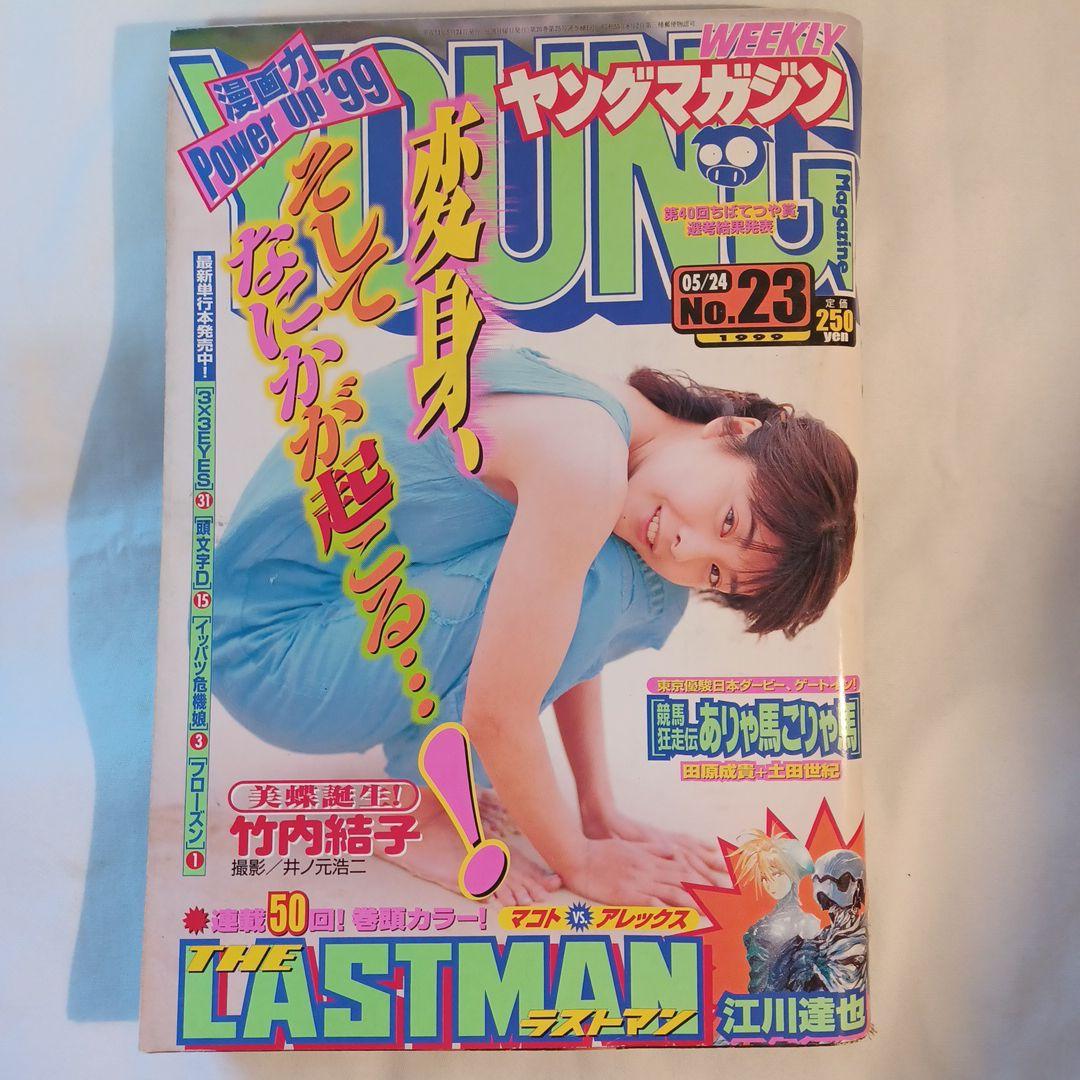 WEEKLY
ヤングマガジン
YOUNG
Magazine
漫画力
Power Up '99
変身、
そして
なにかが起こる…!
第40回ちばてつや賞
選考結果発表
05/24
No.23
1999
定価
250
yen
最新単行本発売中! [3×3EYES]31 [頭文字D]15 [イッパツ危機娘]3 [フローズン]1
東京優駿日本ダービー、ゲートイン!
競馬
狂走伝
ありゃ馬こりゃ馬
田原成貴+土田世紀
美蝶誕生!
竹内結子
撮影/井ノ元浩二
連載50回! 巻頭カラー!
マコトVS.アレックス
THE
LASTMAN
ラストマン
江川達也